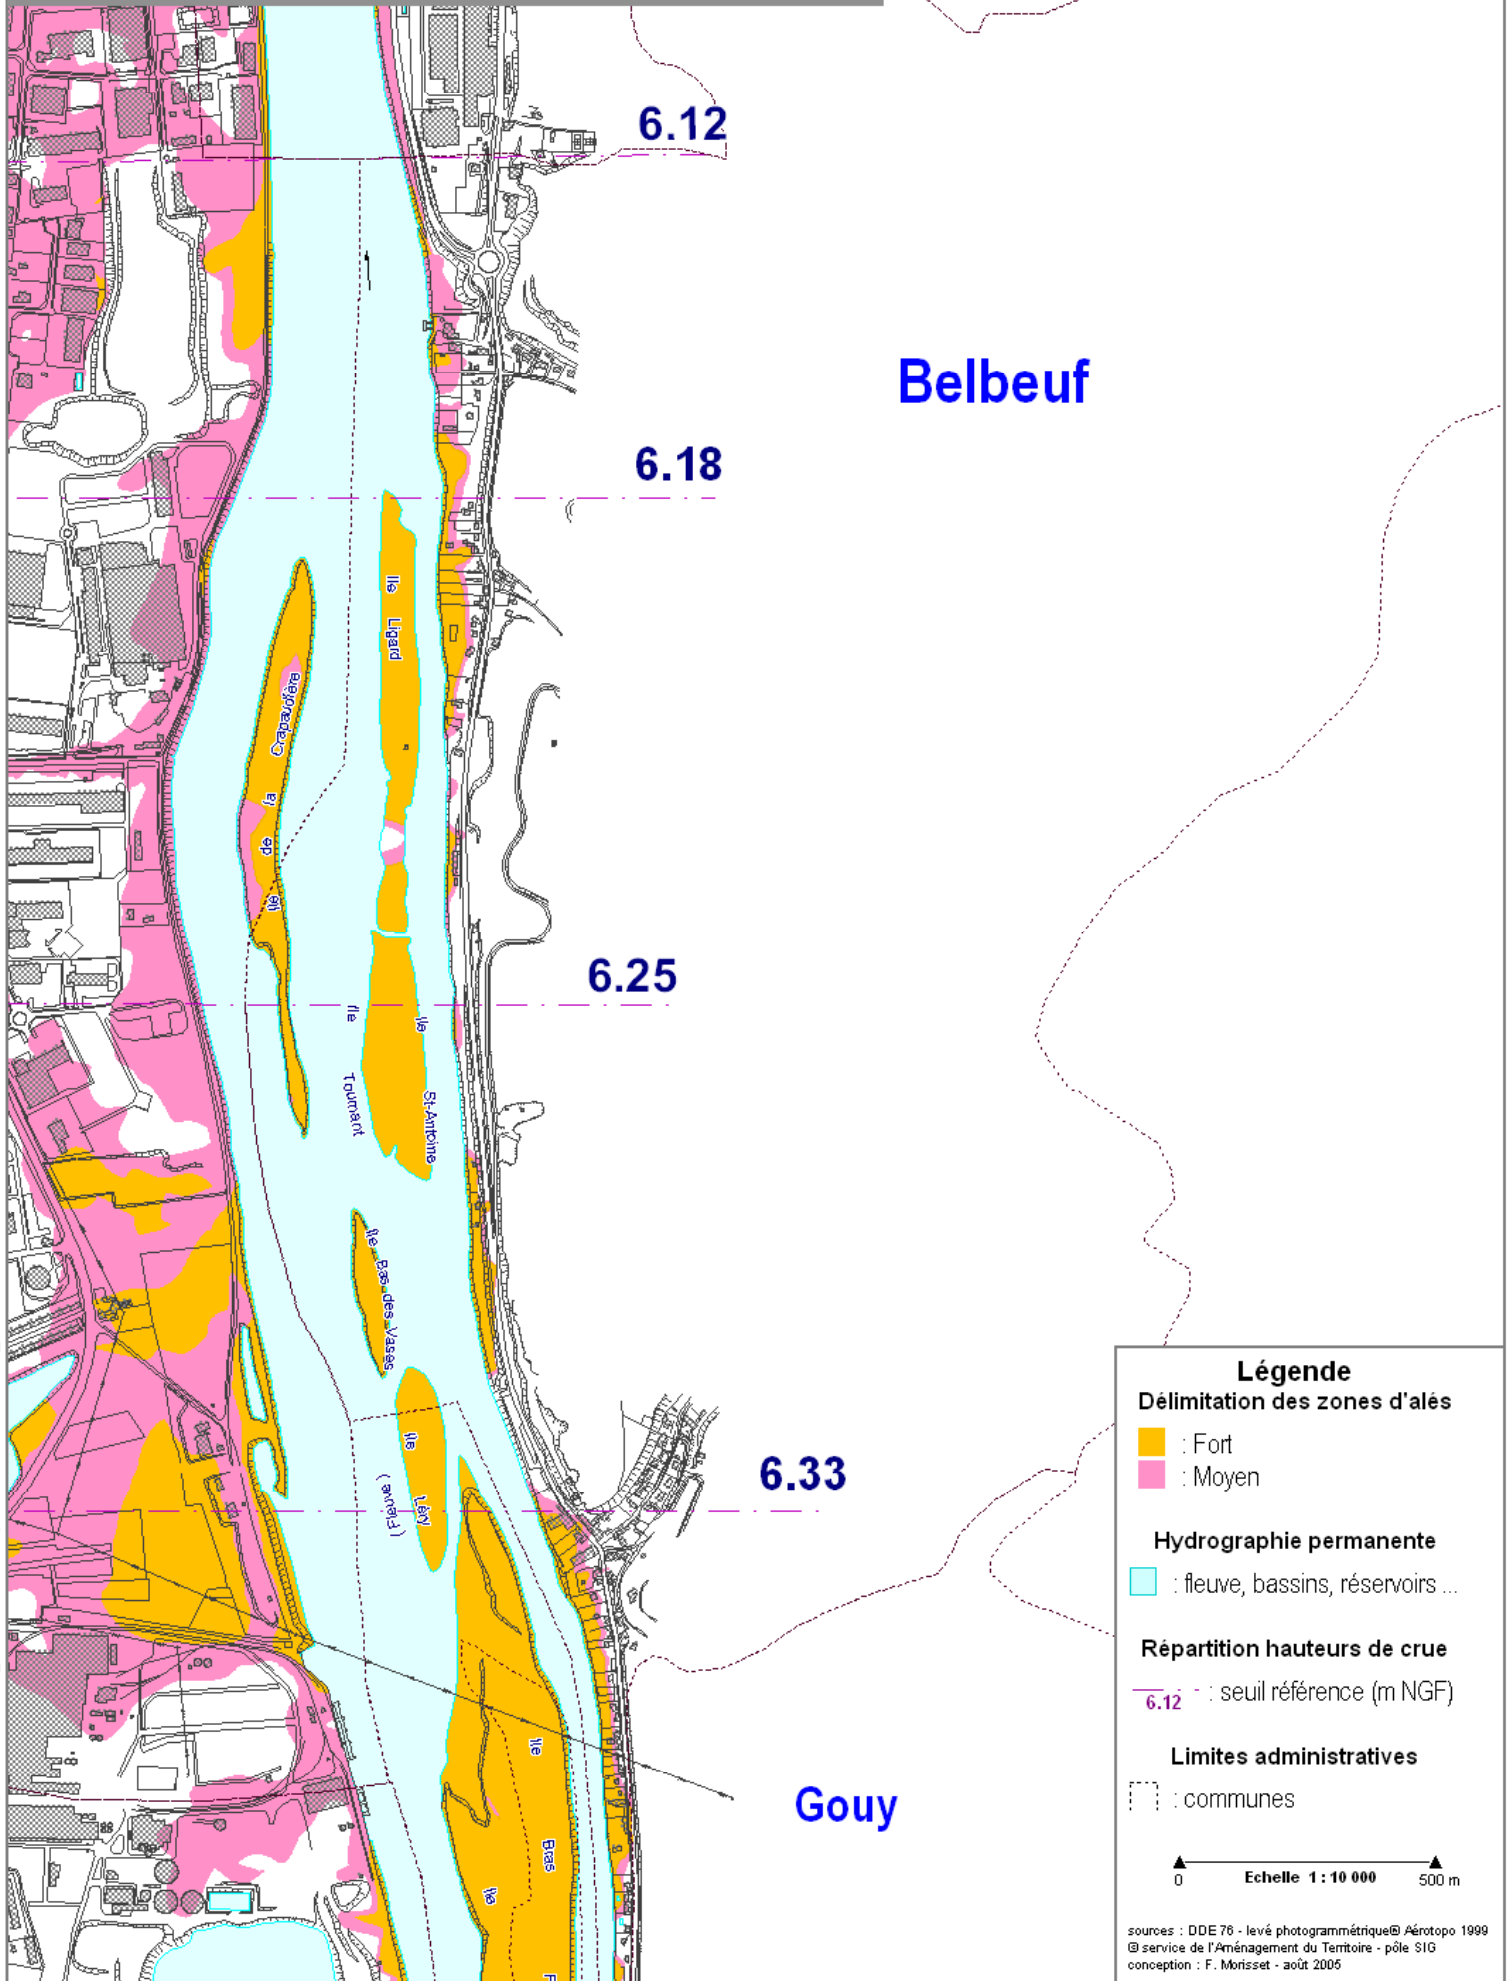 6.12
Belbeuf
6.18
Ile Ligard
Ile de la Crapaudière
6.25
Ile Tournant
Ile St-Antoine
Ile Bas des Vases
6.33
Ile Léry
( Fleuve )
Gouy
Ile
Bras
Ile
F
Légende
Délimitation des zones d'alés
: Fort
: Moyen
Hydrographie permanente
: fleuve, bassins, réservoirs ...
Répartition hauteurs de crue
6.12 : seuil référence (m NGF)
Limites administratives
: communes
0 Echelle 1 : 10 000 500 m
sources : DDE 76 - levé photogrammétrique® Aérotopo 1999
© service de l'Aménagement du Territoire - pôle SIG
conception : F. Morisset - août 2005